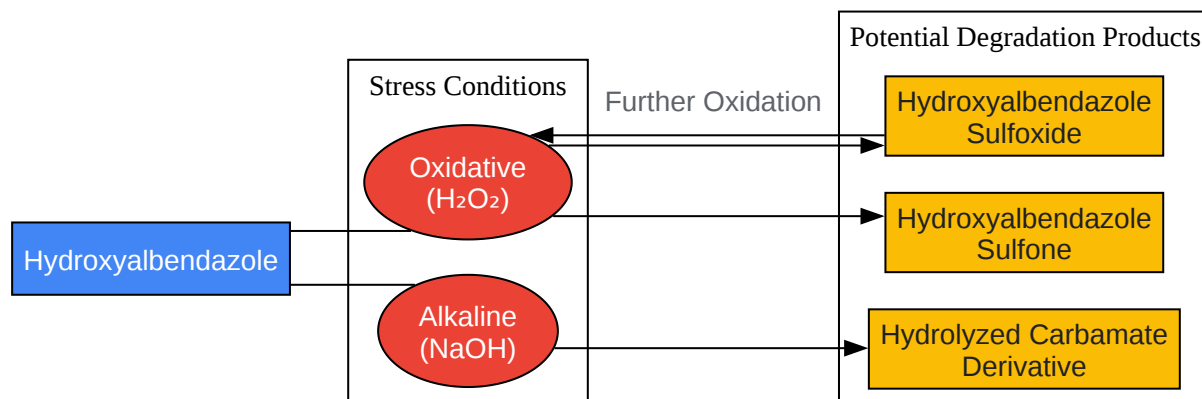 Potential Degradation Products
Stress Conditions
Further Oxidation
Hydroxyalbendazole
Sulfoxide
Oxidative
(H₂O₂)
Hydroxyalbendazole
Sulfone
Hydroxyalbendazole
Alkaline
(NaOH)
Hydrolyzed Carbamate
Derivative